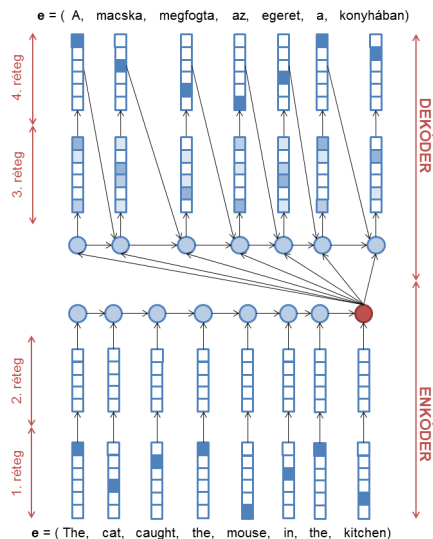 e = ( A, macska, megfogta, az, egeret, a, konyhában)
4. réteg
3. réteg
DEKÓDER
2. réteg
1. réteg
ENKÓDER
e = ( The, cat, caught, the, mouse, in, the, kitchen)